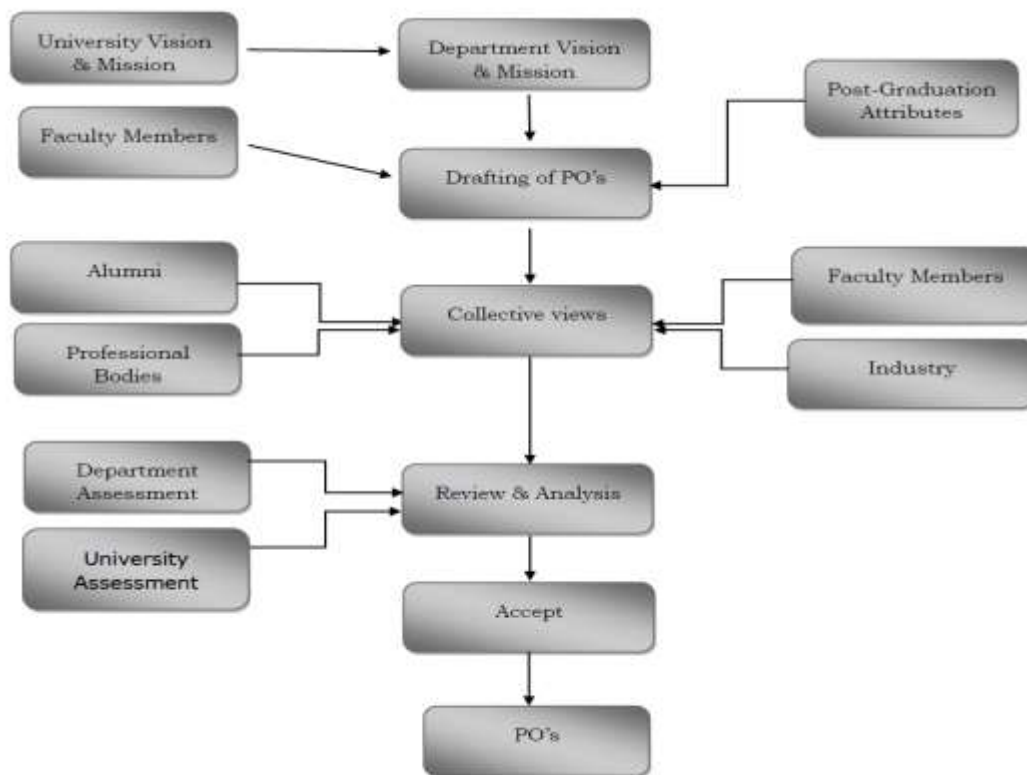 University Vision
& Mission
Department Vision
& Mission
Post-Graduation
Attributes
Faculty Members
Drafting of PO's
Alumni
Faculty Members
Collective views
Professional
Bodies
Industry
Department
Assessment
Review & Analysis
University
Assessment
Accept
PO's